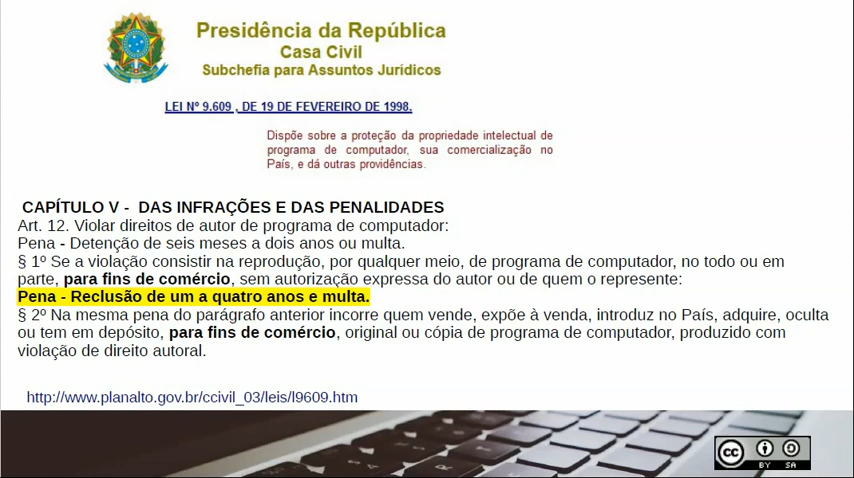 Presidência da República
Casa Civil
Subchefia para Assuntos Jurídicos
LEI Nº 9.609 , DE 19 DE FEVEREIRO DE 1998.
Dispõe sobre a proteção da propriedade intelectual de
programa de computador, sua comercialização no
País, e dá outras providências.
CAPÍTULO V - DAS INFRAÇÕES E DAS PENALIDADES
Art. 12. Violar direitos de autor de programa de computador:
Pena - Detenção de seis meses a dois anos ou multa.
§ 1º Se a violação consistir na reprodução, por qualquer meio, de programa de computador, no todo ou em
parte, para fins de comércio, sem autorização expressa do autor ou de quem o represente:
Pena - Reclusão de um a quatro anos e multa.
§ 2º Na mesma pena do parágrafo anterior incorre quem vende, expõe à venda, introduz no País, adquire, oculta
ou tem em depósito, para fins de comércio, original ou cópia de programa de computador, produzido com
violação de direito autoral.
http://www.planalto.gov.br/ccivil_03/leis/l9609.htm
cc
BY SA